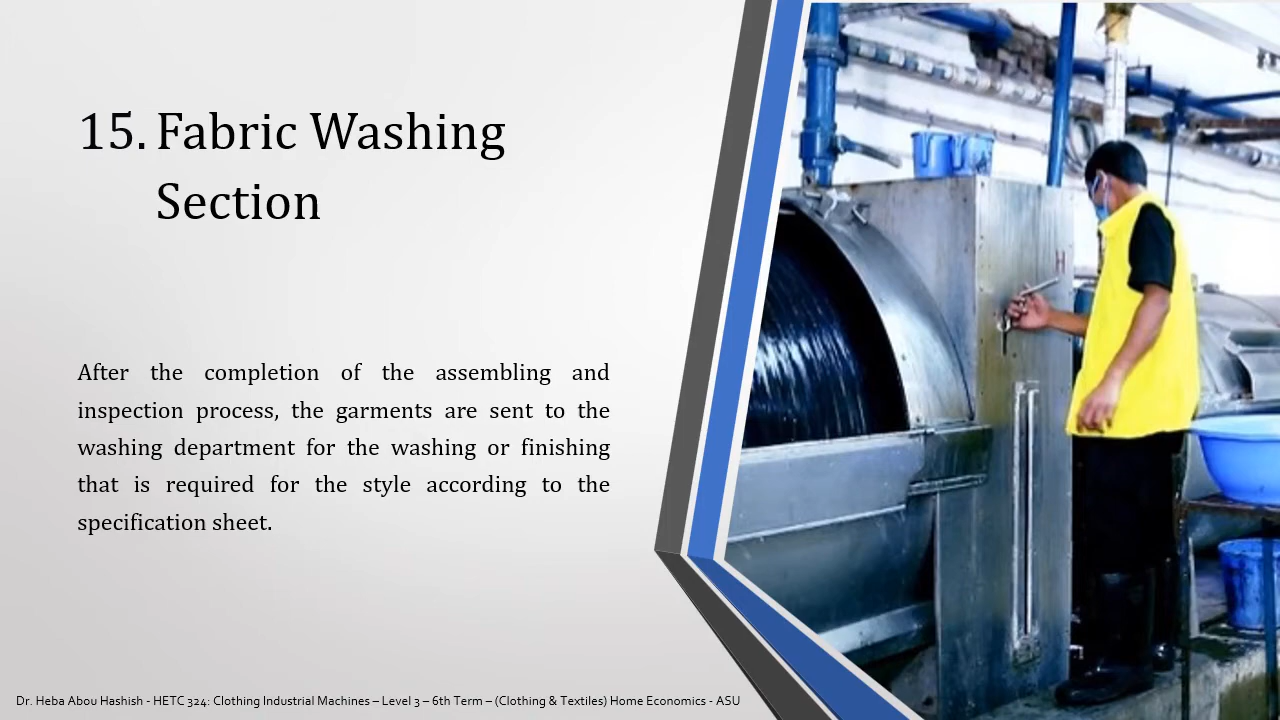 15. Fabric Washing
Section
After the completion of the assembling and
inspection process, the garments are sent to the
washing department for the washing or finishing
that is required for the style according to the
specification sheet.
H
Dr. Heba Abou Hashish - HETC 324: Clothing Industrial Machines – Level 3 – 6th Term – (Clothing & Textiles) Home Economics - ASU